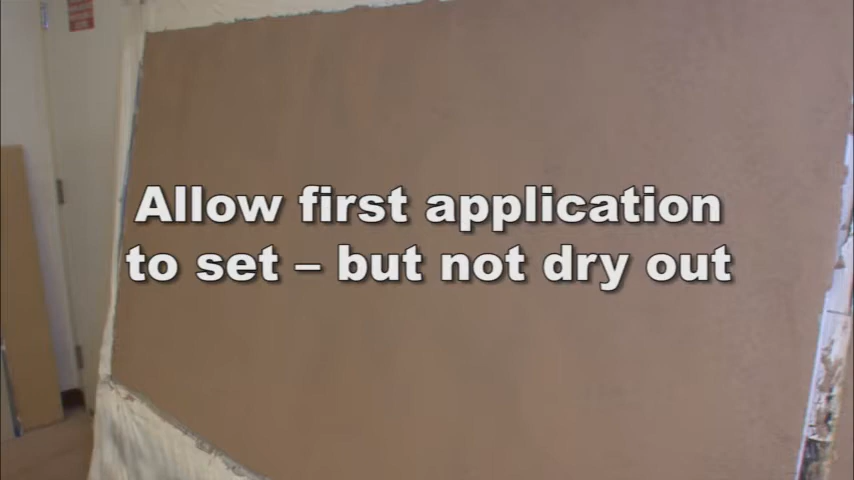 Allow first application
to set – but not dry out